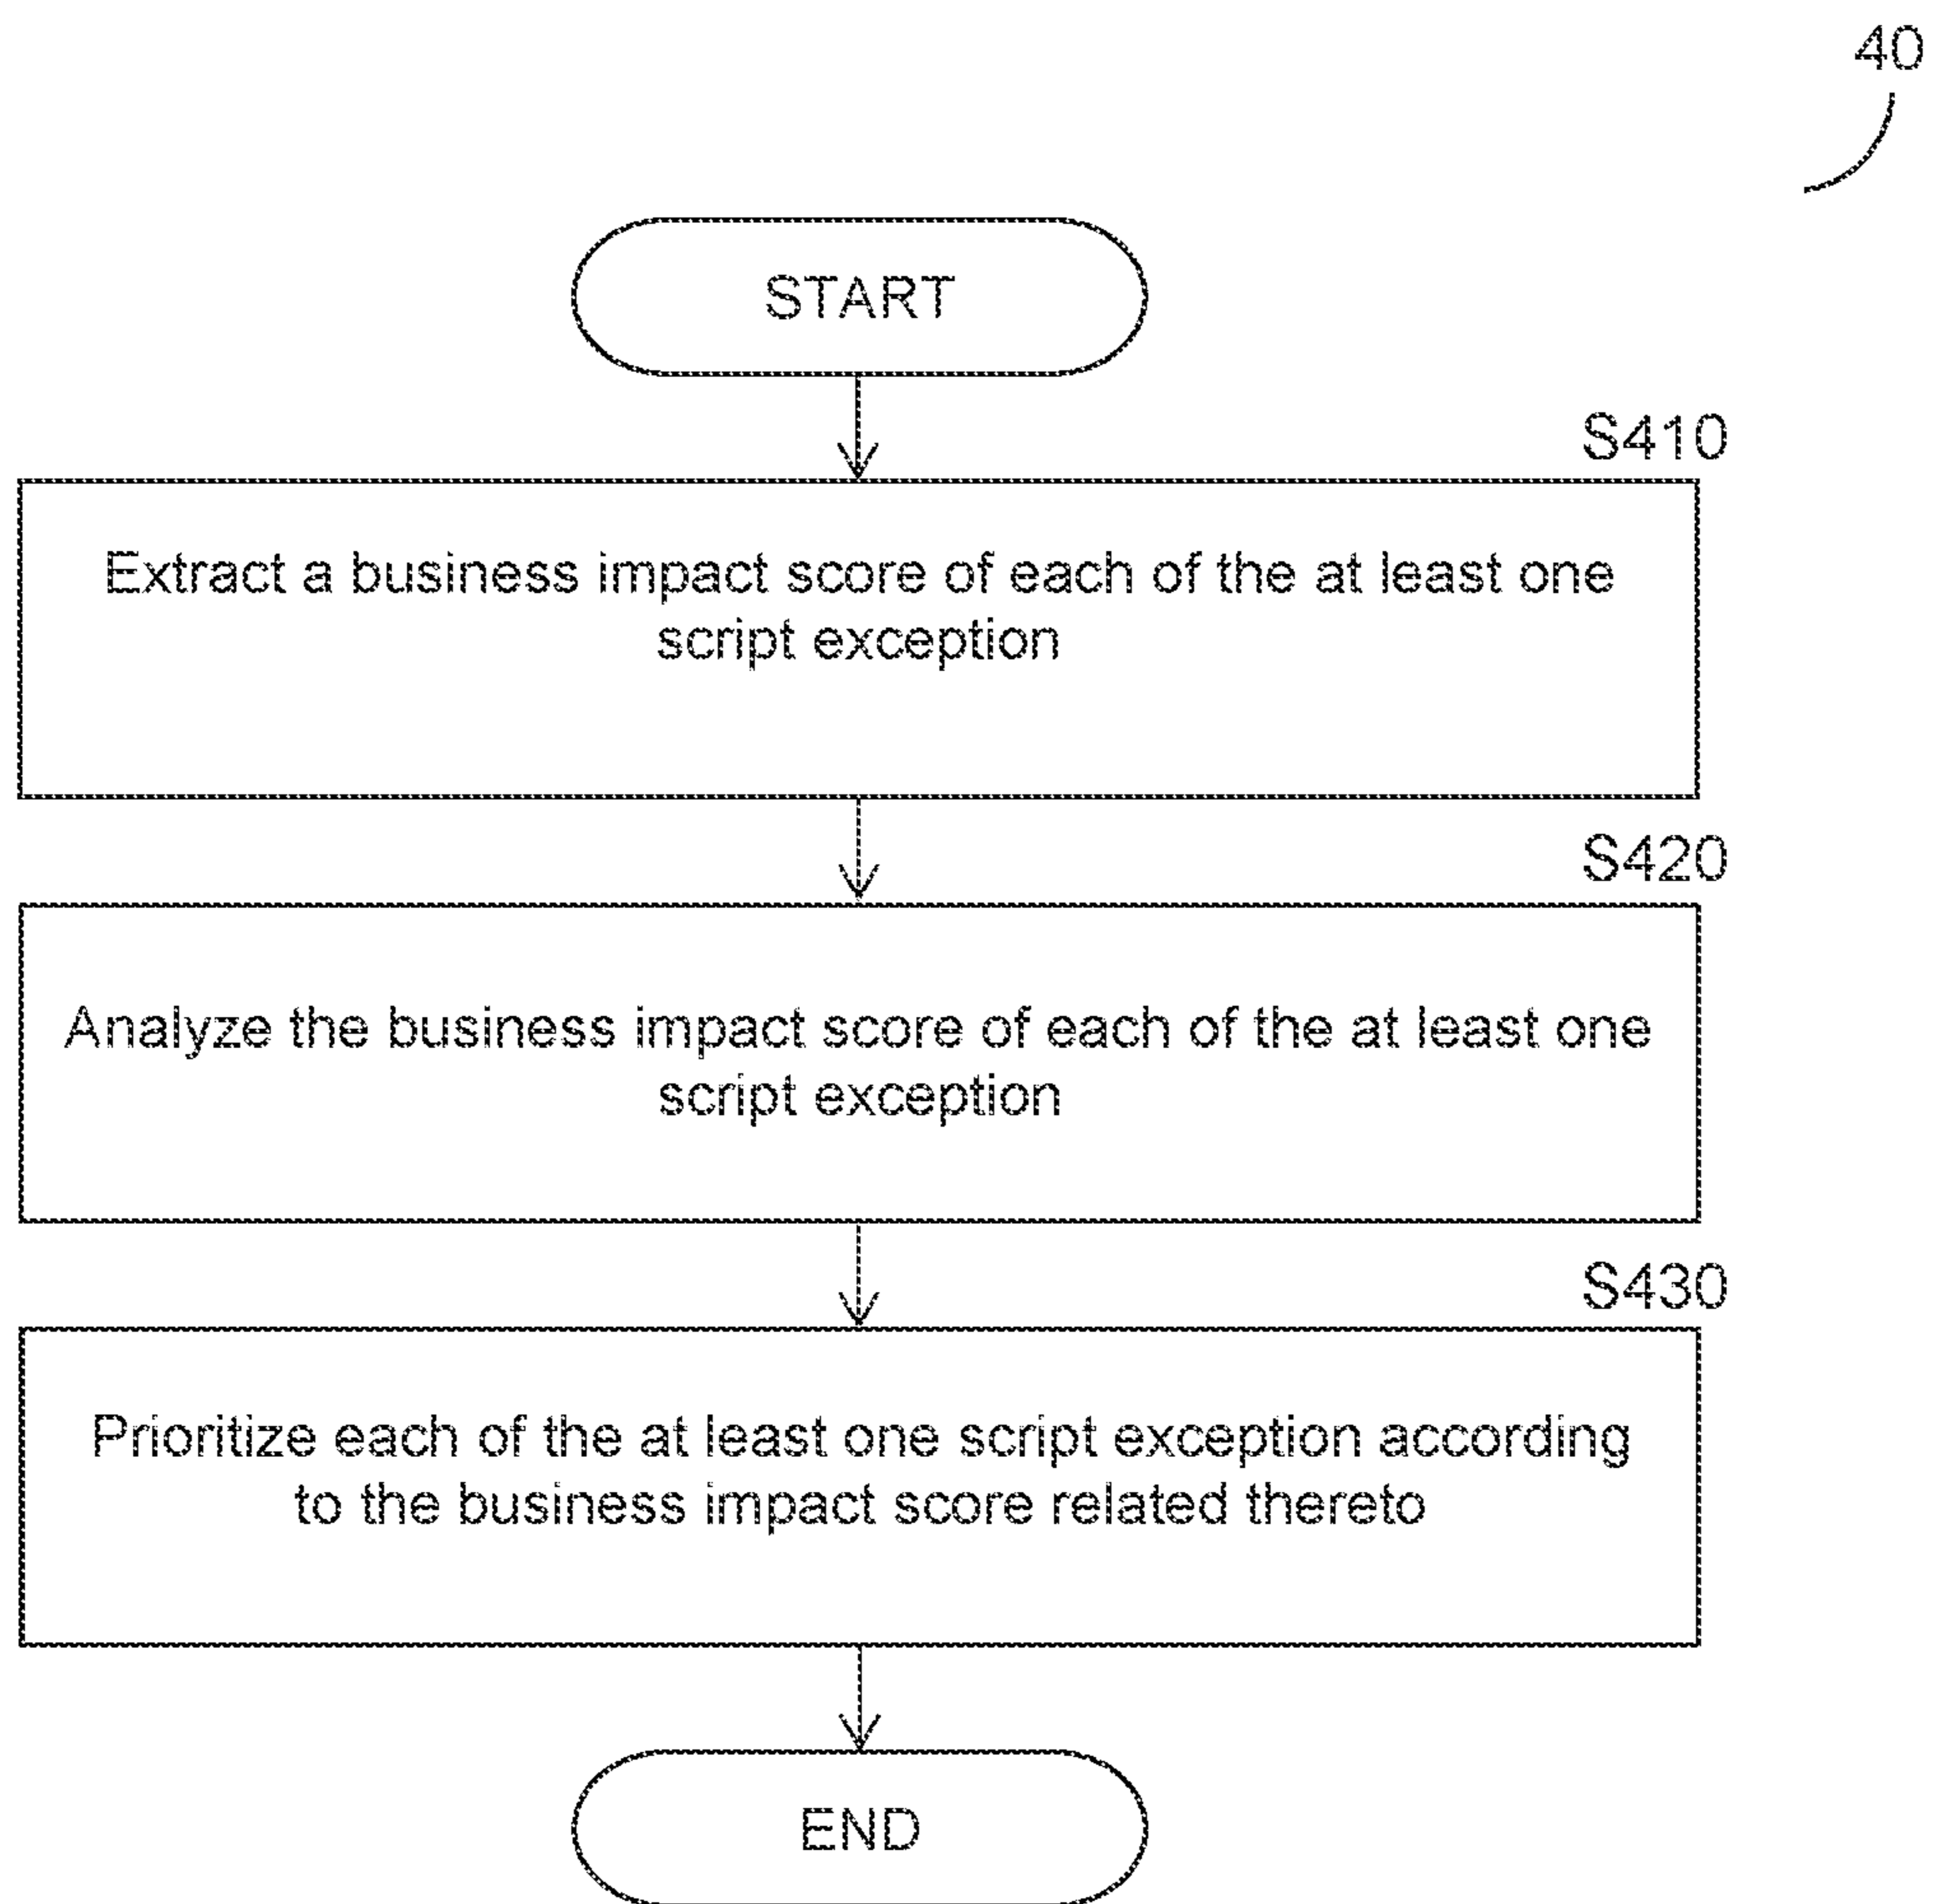 40
START
S410
Extract a business impact score of each of the at least one
script exception
S420
Analyze the business impact score of each of the at least one
script exception
S430
Prioritize each of the at least one script exception according
to the business impact score related thereto
END